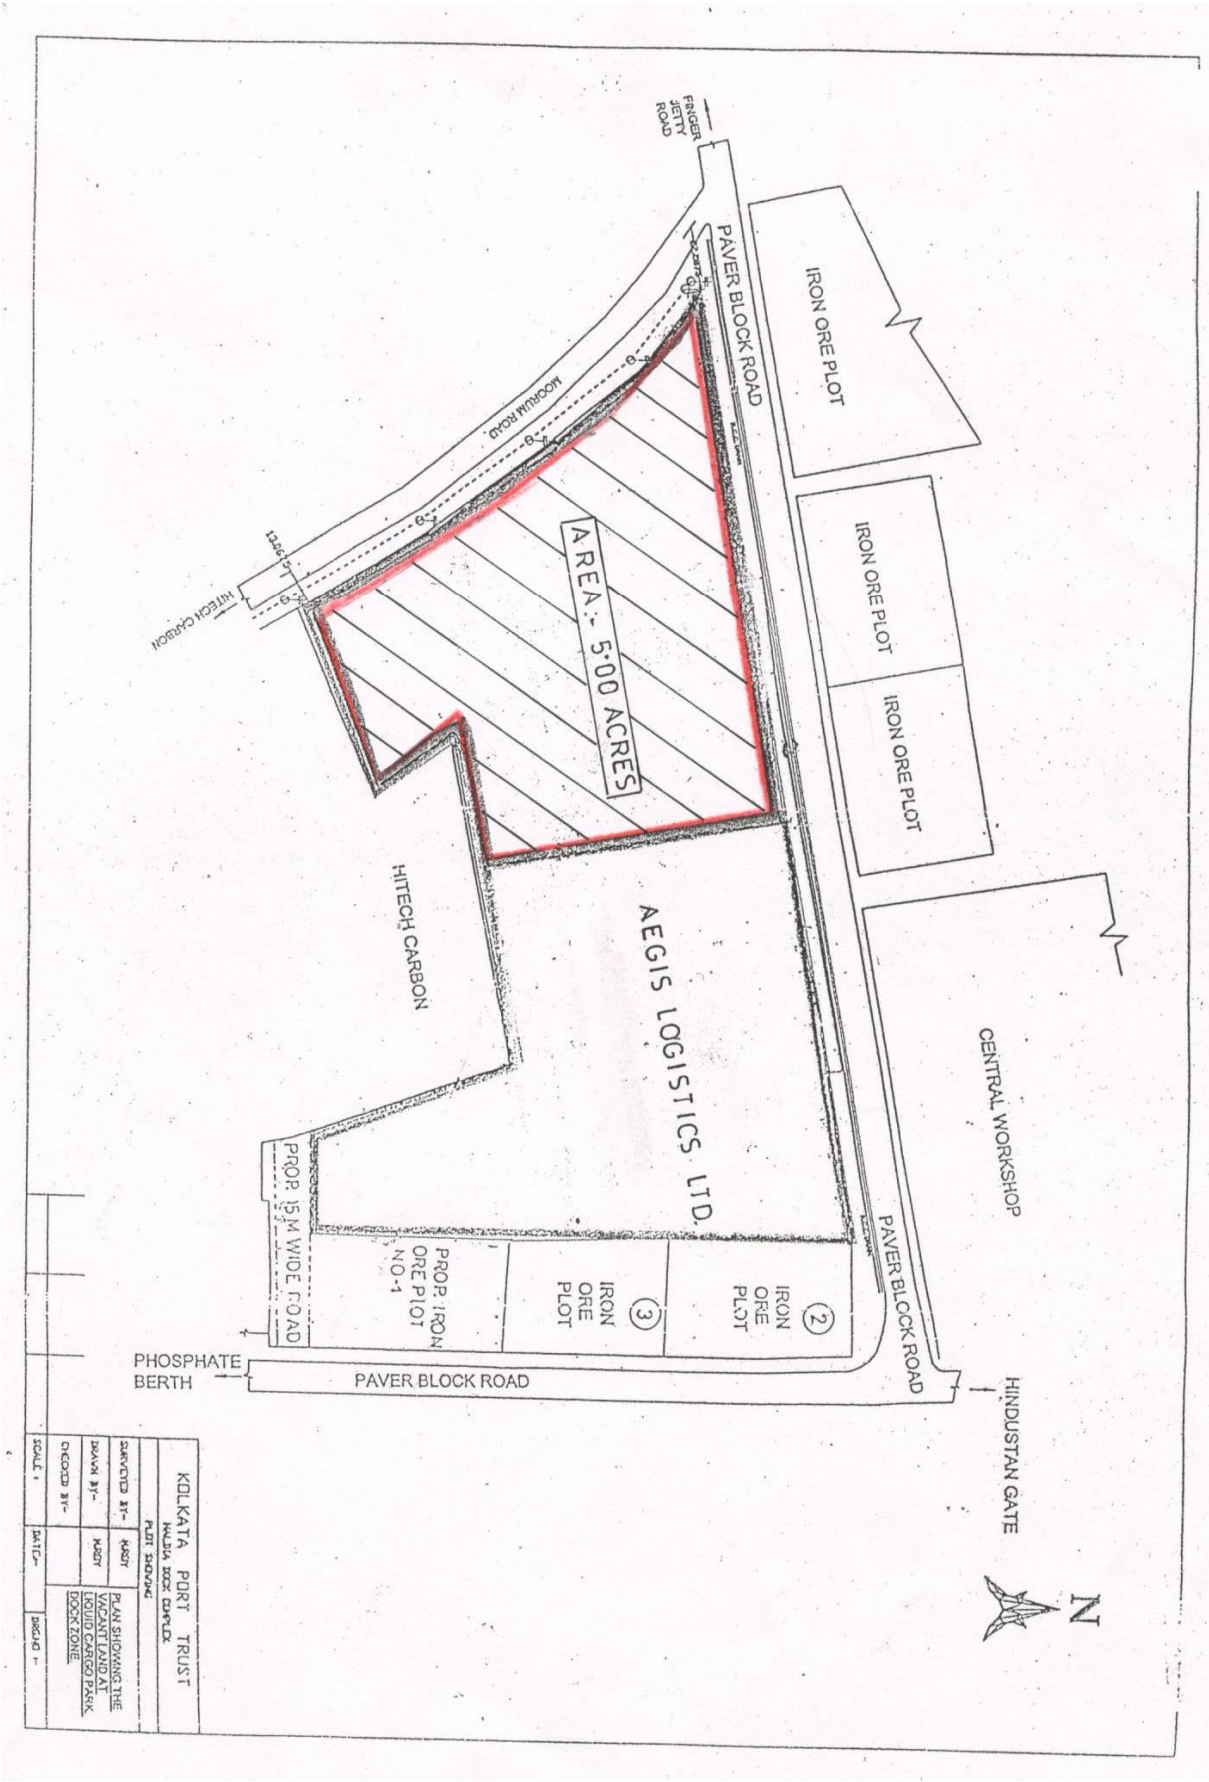 FINGER
JETTY
ROAD
PAVER BLOCK ROAD
IRON ORE PLOT
MOORUM ROAD
IRON ORE PLOT
IRON ORE PLOT
AREA:- 5·00 ACRES
HITECH CARBON
HITECH CARBON
AEGIS LOGISTICS LTD.
CENTRAL WORKSHOP
PAVER BLOCK ROAD
PROP. 15 M WIDE ROAD
PROP. IRON
ORE PLOT
NO-1
3
IRON
ORE
PLOT
2
IRON
ORE
PLOT
PHOSPHATE
BERTH
PAVER BLOCK ROAD
HINDUSTAN GATE
N
KOLKATA PORT TRUST
HALDIA DOCK COMPLEX
PLOT SHOWING
SURVEYED BY-
DRAWN BY-
CHECKED BY-
PLAN SHOWING THE
VACANT LAND AT
LIQUID CARGO PARK
DOCK ZONE.
SCALE :
DATE:-